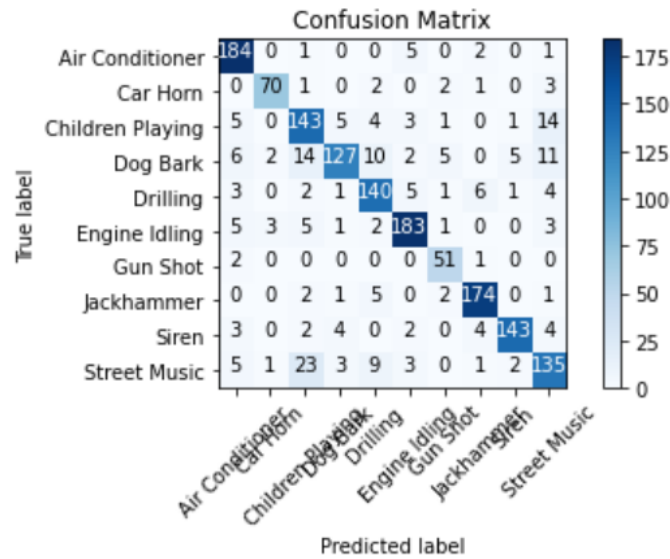 Confusion Matrix
Air Conditioner 184 0 1 0 0 5 0 2 0 1
Car Horn 0 70 1 0 2 0 2 1 0 3
Children Playing 5 0 143 5 4 3 1 0 1 14
Dog Bark 6 2 14 127 10 2 5 0 5 11
Drilling 3 0 2 1 140 5 1 6 1 4
Engine Idling 5 3 5 1 2 183 1 0 0 3
Gun Shot 2 0 0 0 0 0 51 1 0 0
Jackhammer 0 0 2 1 5 0 2 174 0 1
Siren 3 0 2 4 0 2 0 4 143 4
Street Music 5 1 23 3 9 3 0 1 2 135
True label
Air Conditioner
Car Horn
Children Playing
Dog Bark
Drilling
Engine Idling
Gun Shot
Jackhammer
Siren
Street Music
Predicted label
175
150
125
100
75
50
25
0